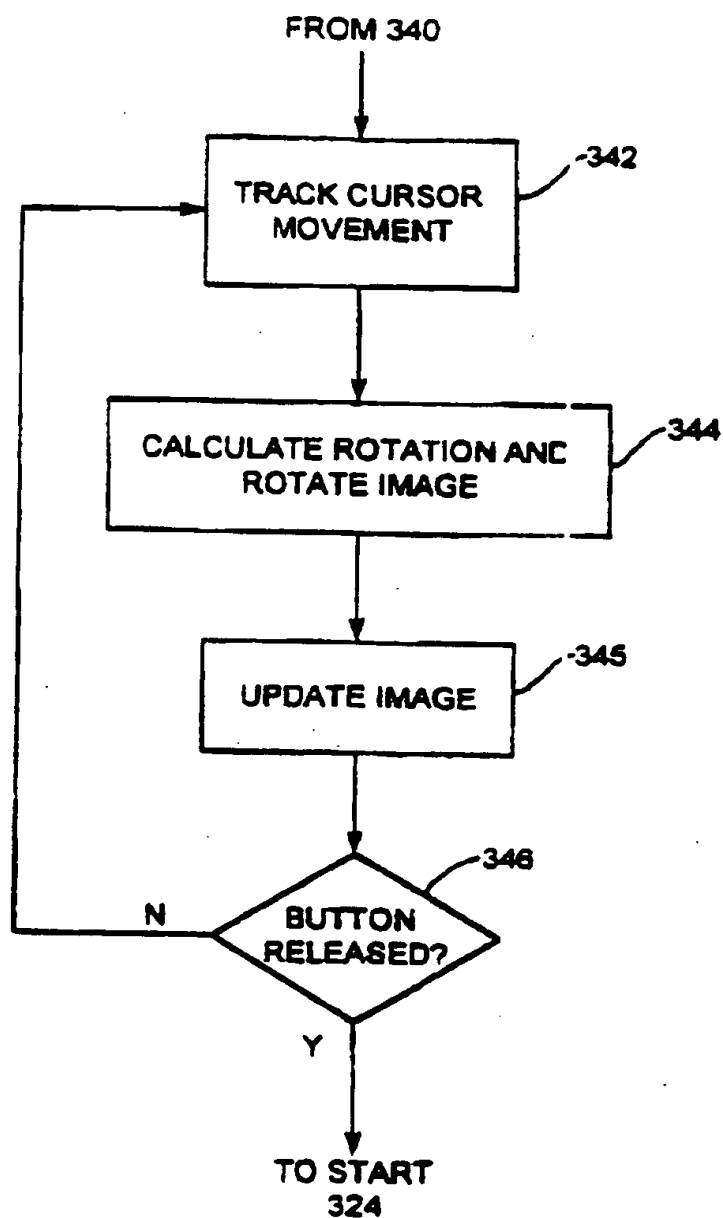 FROM 340
342
TRACK CURSOR
MOVEMENT
344
CALCULATE ROTATION AND
ROTATE IMAGE
345
UPDATE IMAGE
346
BUTTON
RELEASED?
N
Y
TO START
324